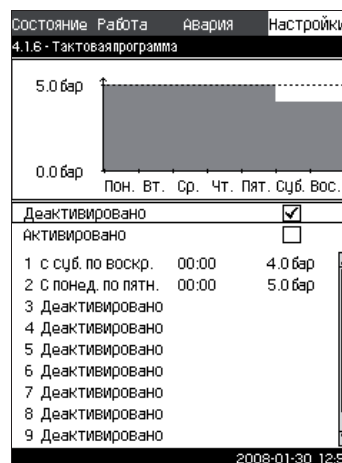 Состояние Работа Авария Настройки
4.1.6 - Тактовая программа
5.0 бар
0.0 бар
Пон. Вт. Ср. Чт. Пят. Суб. Вос.
Деактивировано
Активировано
1 С суб. по воскр. 00:00 4.0 бар
2 С понед. по пятн. 00:00 5.0 бар
3 Деактивировано
4 Деактивировано
5 Деактивировано
6 Деактивировано
7 Деактивировано
8 Деактивировано
9 Деактивировано
2008-01-30